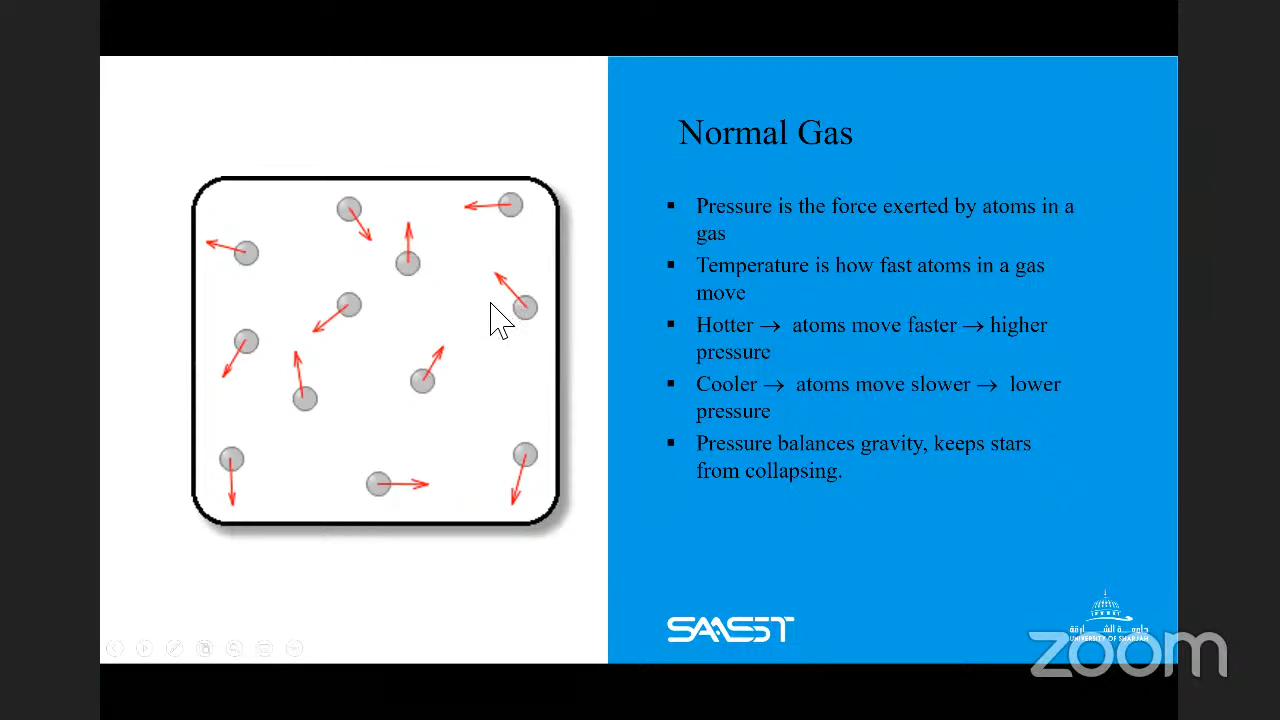 Normal Gas
▪ Pressure is the force exerted by atoms in a
gas
▪ Temperature is how fast atoms in a gas
move
▪ Hotter → atoms move faster → higher
pressure
▪ Cooler → atoms move slower → lower
pressure
▪ Pressure balances gravity, keeps stars
from collapsing.
SAASST
جامعة الشارقة
UNIVERSITY OF SHARJAH
zoom